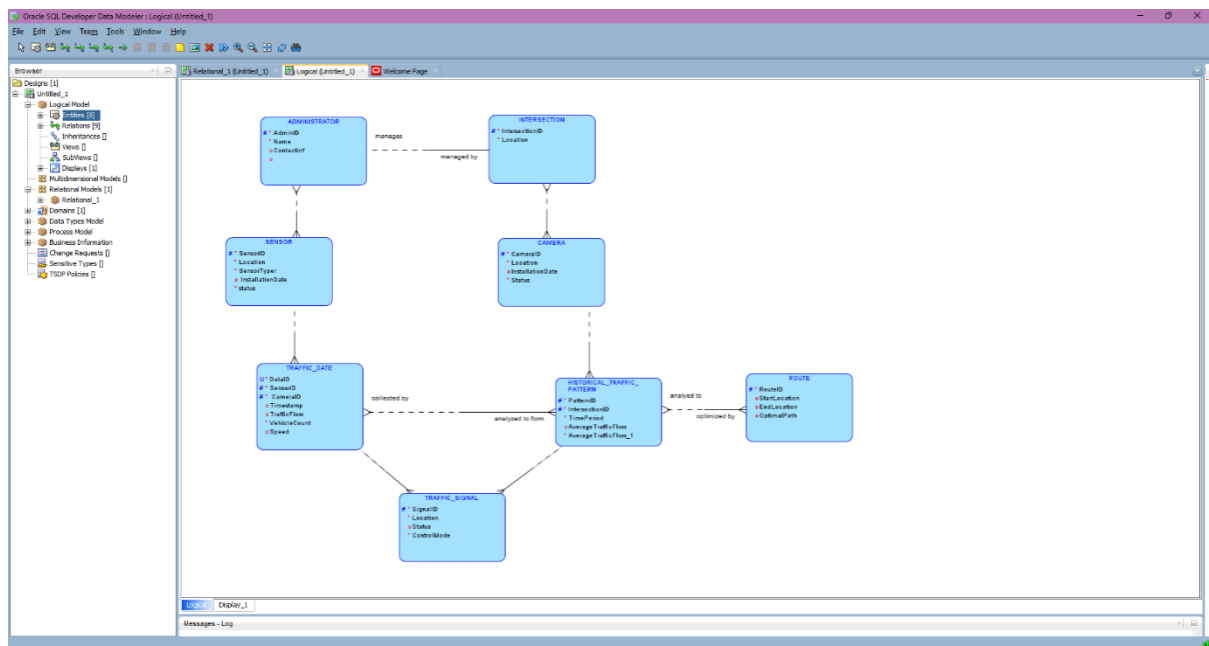 Oracle SQL Developer Data Modeler : Logical (Untitled_1)
File Edit View Team Tools Window Help
Browser
Designs [1]
Untitled_1
Logical Model
Entities [8]
Relations [9]
Inheritances []
Views []
SubViews []
Displays [1]
Multidimensional Models []
Relational Models [1]
Relational_1
Domains [1]
Data Types Model
Process Model
Business Information
Change Requests []
Sensitive Types []
TSDP Policies []
Relational_1 (Untitled_1)
Logical (Untitled_1)
Welcome Page
ADMINISTRATOR
# * AdminID
* Name
o Contactinf
o
manages
managed by
INTERSECTION
# * IntersectionID
* Location
SENSOR
# * SensorID
* Location
* SensorTyper
o InstallationDate
* status
CAMERA
# * CameraID
* Location
o InstallationDate
* Status
TRAFFIC_DATE
U * DataID
# * SensorID
# * CameraID
o Timestamp
o TrafficFlow
* VehicleCount
o Speed
collected by
analyzed to form
HISTORICAL_TRAFFIC_
PATTERN
# * PatternID
# * IntersectionID
* TimePeriod
o AverageTrafficFlow
* AverageTrafficFlow_1
analyed to
optimized by
ROUTE
# * RouteID
o StartLocation
o EndLocation
o OptimalPath
TRAFFIC_SIGNAL
# * SignalID
* Location
o Status
* ControlMode
Logical
Display_1
Messages - Log